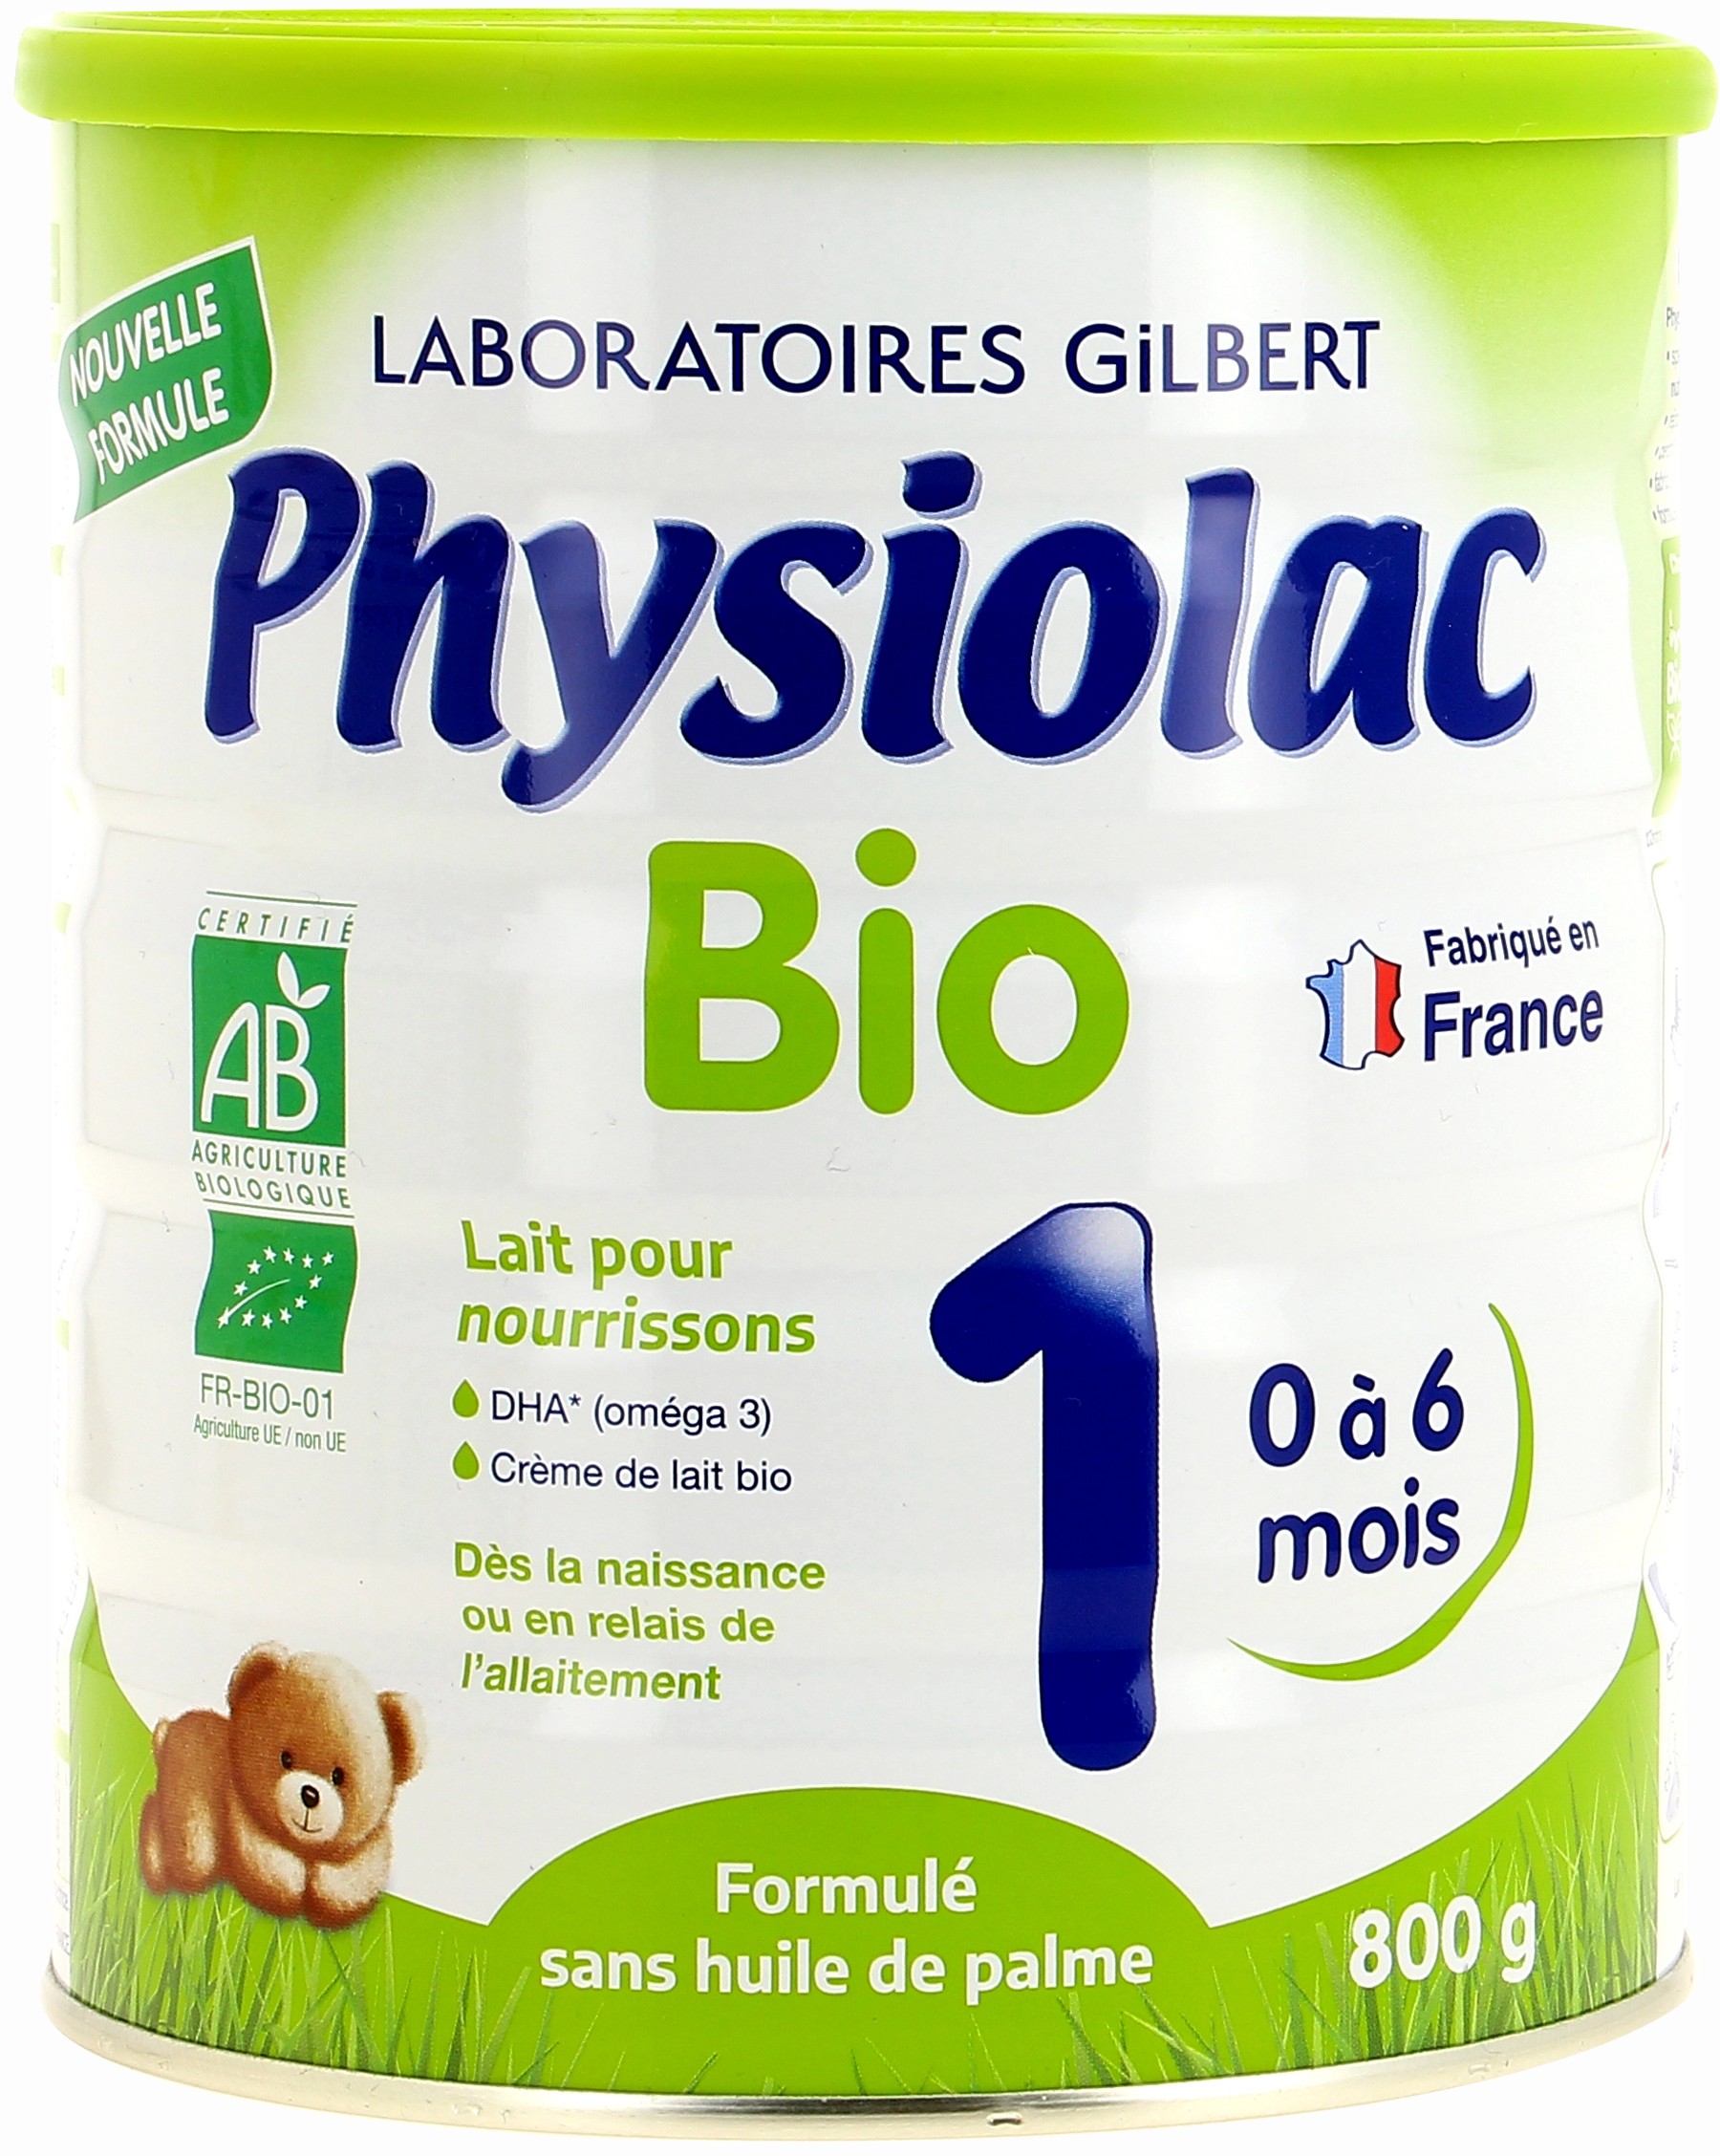 NOUVELLE
FORMULE
LABORATOIRES GiLBERT
Physiolac
Bio
CERTIFIÉ
AB
AGRICULTURE
BIOLOGIQUE
FR-BIO-01
Agriculture UE / non UE
Fabriqué en
France
Lait pour
nourrissons
DHA* (oméga 3)
Crème de lait bio
Dès la naissance
ou en relais de
l'allaitement
1
0 à 6
mois
Formulé
sans huile de palme
800 g